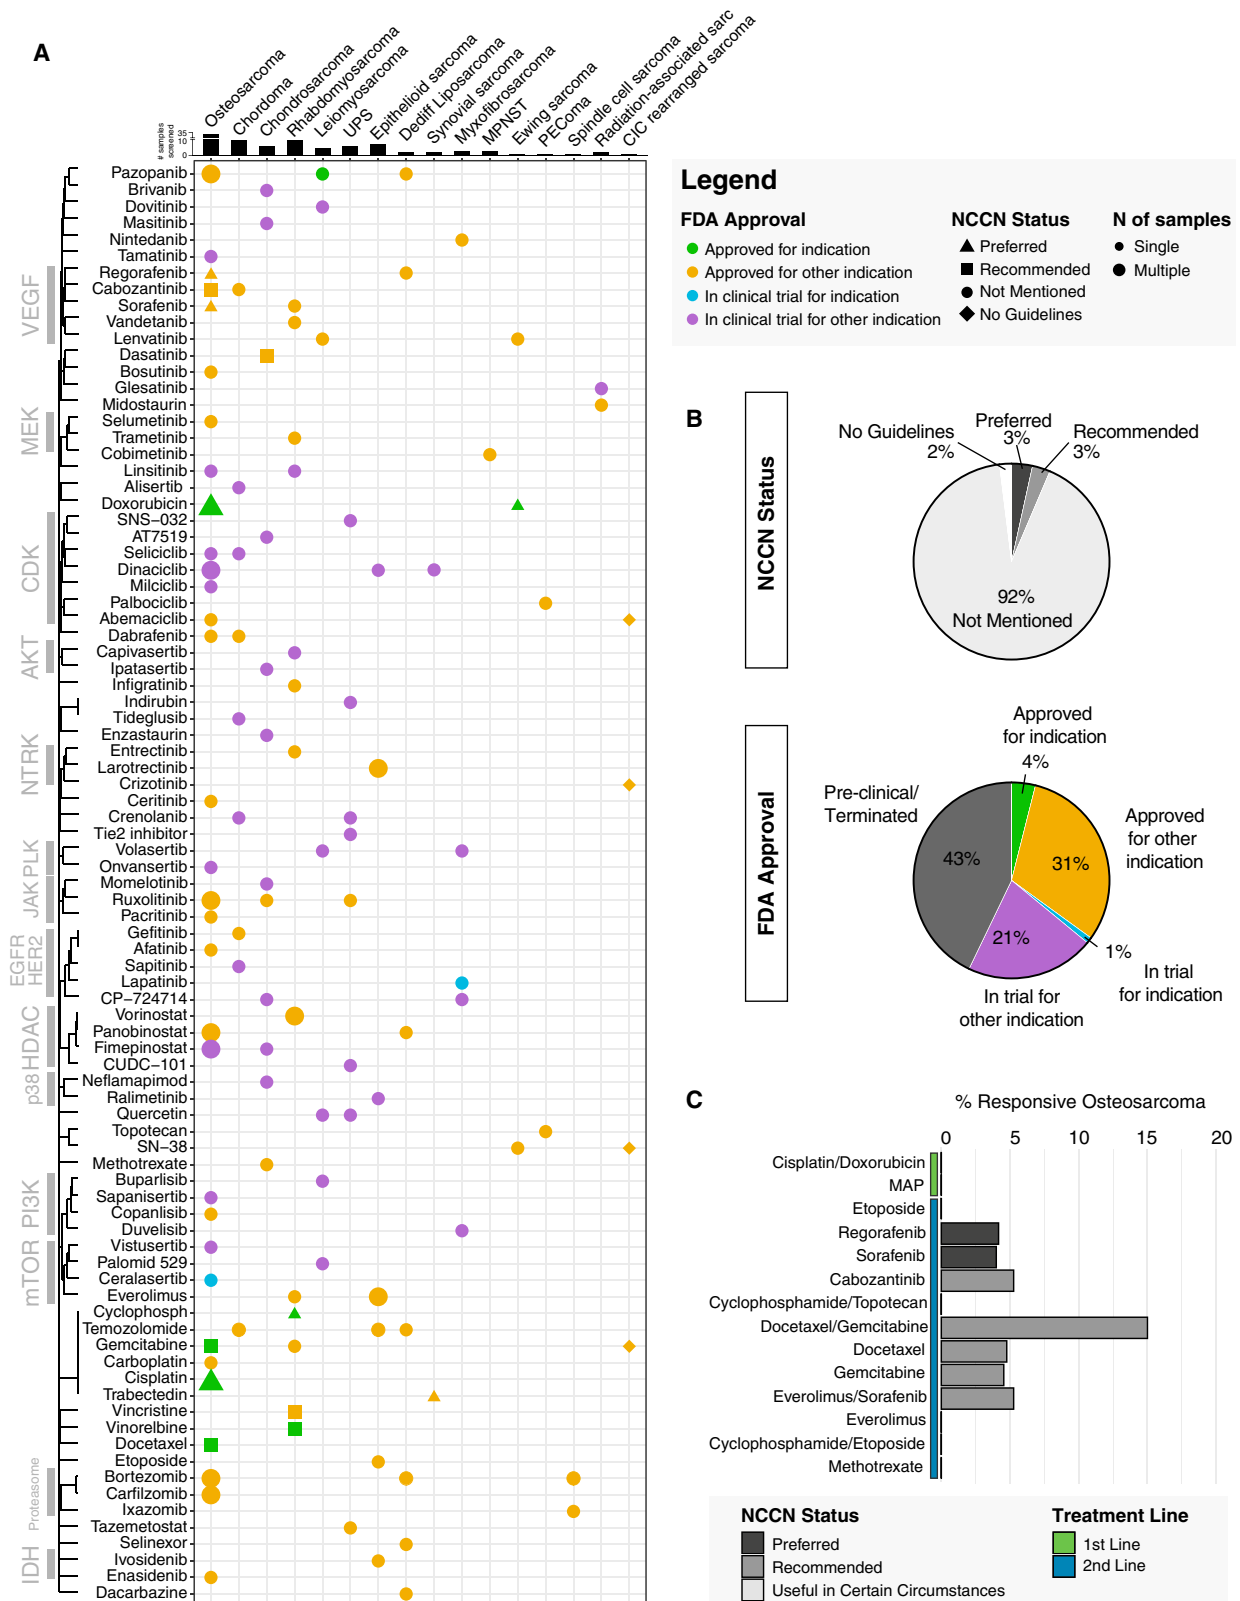 A
Osteosarcoma
Chordoma
Chondrosarcoma
Rhabdomyosarcoma
Leiomyosarcoma
UPS
Epithelioid sarcoma
Dediff Liposarcoma
Synovial sarcoma
Myxofibrosarcoma
MPNST
Ewing sarcoma
PEComa
Spindle cell sarcoma
Radiation-associated sarc
CIC rearranged sarcoma
# samples
screened
35
10
0
Pazopanib
Brivanib
Dovitinib
Masitinib
Nintedanib
Tamatinib
Regorafenib
Cabozantinib
Sorafenib
Vandetanib
Lenvatinib
Dasatinib
Bosutinib
Glesatinib
Midostaurin
Selumetinib
Trametinib
Cobimetinib
Linsitinib
Alisertib
Doxorubicin
SNS-032
AT7519
Seliciclib
Dinaciclib
Milciclib
Palbociclib
Abemaciclib
Dabrafenib
Capivasertib
Ipatasertib
Infigratinib
Indirubin
Tideglusib
Enzastaurin
Entrectinib
Larotrectinib
Crizotinib
Ceritinib
Crenolanib
Tie2 inhibitor
Volasertib
Onvansertib
Momelotinib
Ruxolitinib
Pacritinib
Gefitinib
Afatinib
Sapitinib
Lapatinib
CP-724714
Vorinostat
Panobinostat
Fimepinostat
CUDC-101
Neflamapimod
Ralimetinib
Quercetin
Topotecan
SN-38
Methotrexate
Buparlisib
Sapanisertib
Copanlisib
Duvelisib
Vistusertib
Palomid 529
Ceralasertib
Everolimus
Cyclophosph
Temozolomide
Gemcitabine
Carboplatin
Cisplatin
Trabectedin
Vincristine
Vinorelbine
Docetaxel
Etoposide
Bortezomib
Carfilzomib
Ixazomib
Tazemetostat
Selinexor
Ivosidenib
Enasidenib
Dacarbazine
VEGF
MEK
CDK
AKT
NTRK
PLK
JAK
EGFR
HER2
HDAC
p38
PI3K
mTOR
Proteasome
IDH
Legend
FDA Approval
Approved for indication
Approved for other indication
In clinical trial for indication
In clinical trial for other indication
NCCN Status
Preferred
Recommended
Not Mentioned
No Guidelines
N of samples
Single
Multiple
B
NCCN Status
No Guidelines
2%
Preferred
3%
Recommended
3%
92%
Not Mentioned
FDA Approval
Approved
for indication
4%
Pre-clinical/
Terminated
43%
Approved
for other
indication
31%
21%
1%
In trial
for indication
In trial for
other indication
C
% Responsive Osteosarcoma
0 5 10 15 20
Cisplatin/Doxorubicin
MAP
Etoposide
Regorafenib
Sorafenib
Cabozantinib
Cyclophosphamide/Topotecan
Docetaxel/Gemcitabine
Docetaxel
Gemcitabine
Everolimus/Sorafenib
Everolimus
Cyclophosphamide/Etoposide
Methotrexate
NCCN Status
Preferred
Recommended
Useful in Certain Circumstances
Treatment Line
1st Line
2nd Line